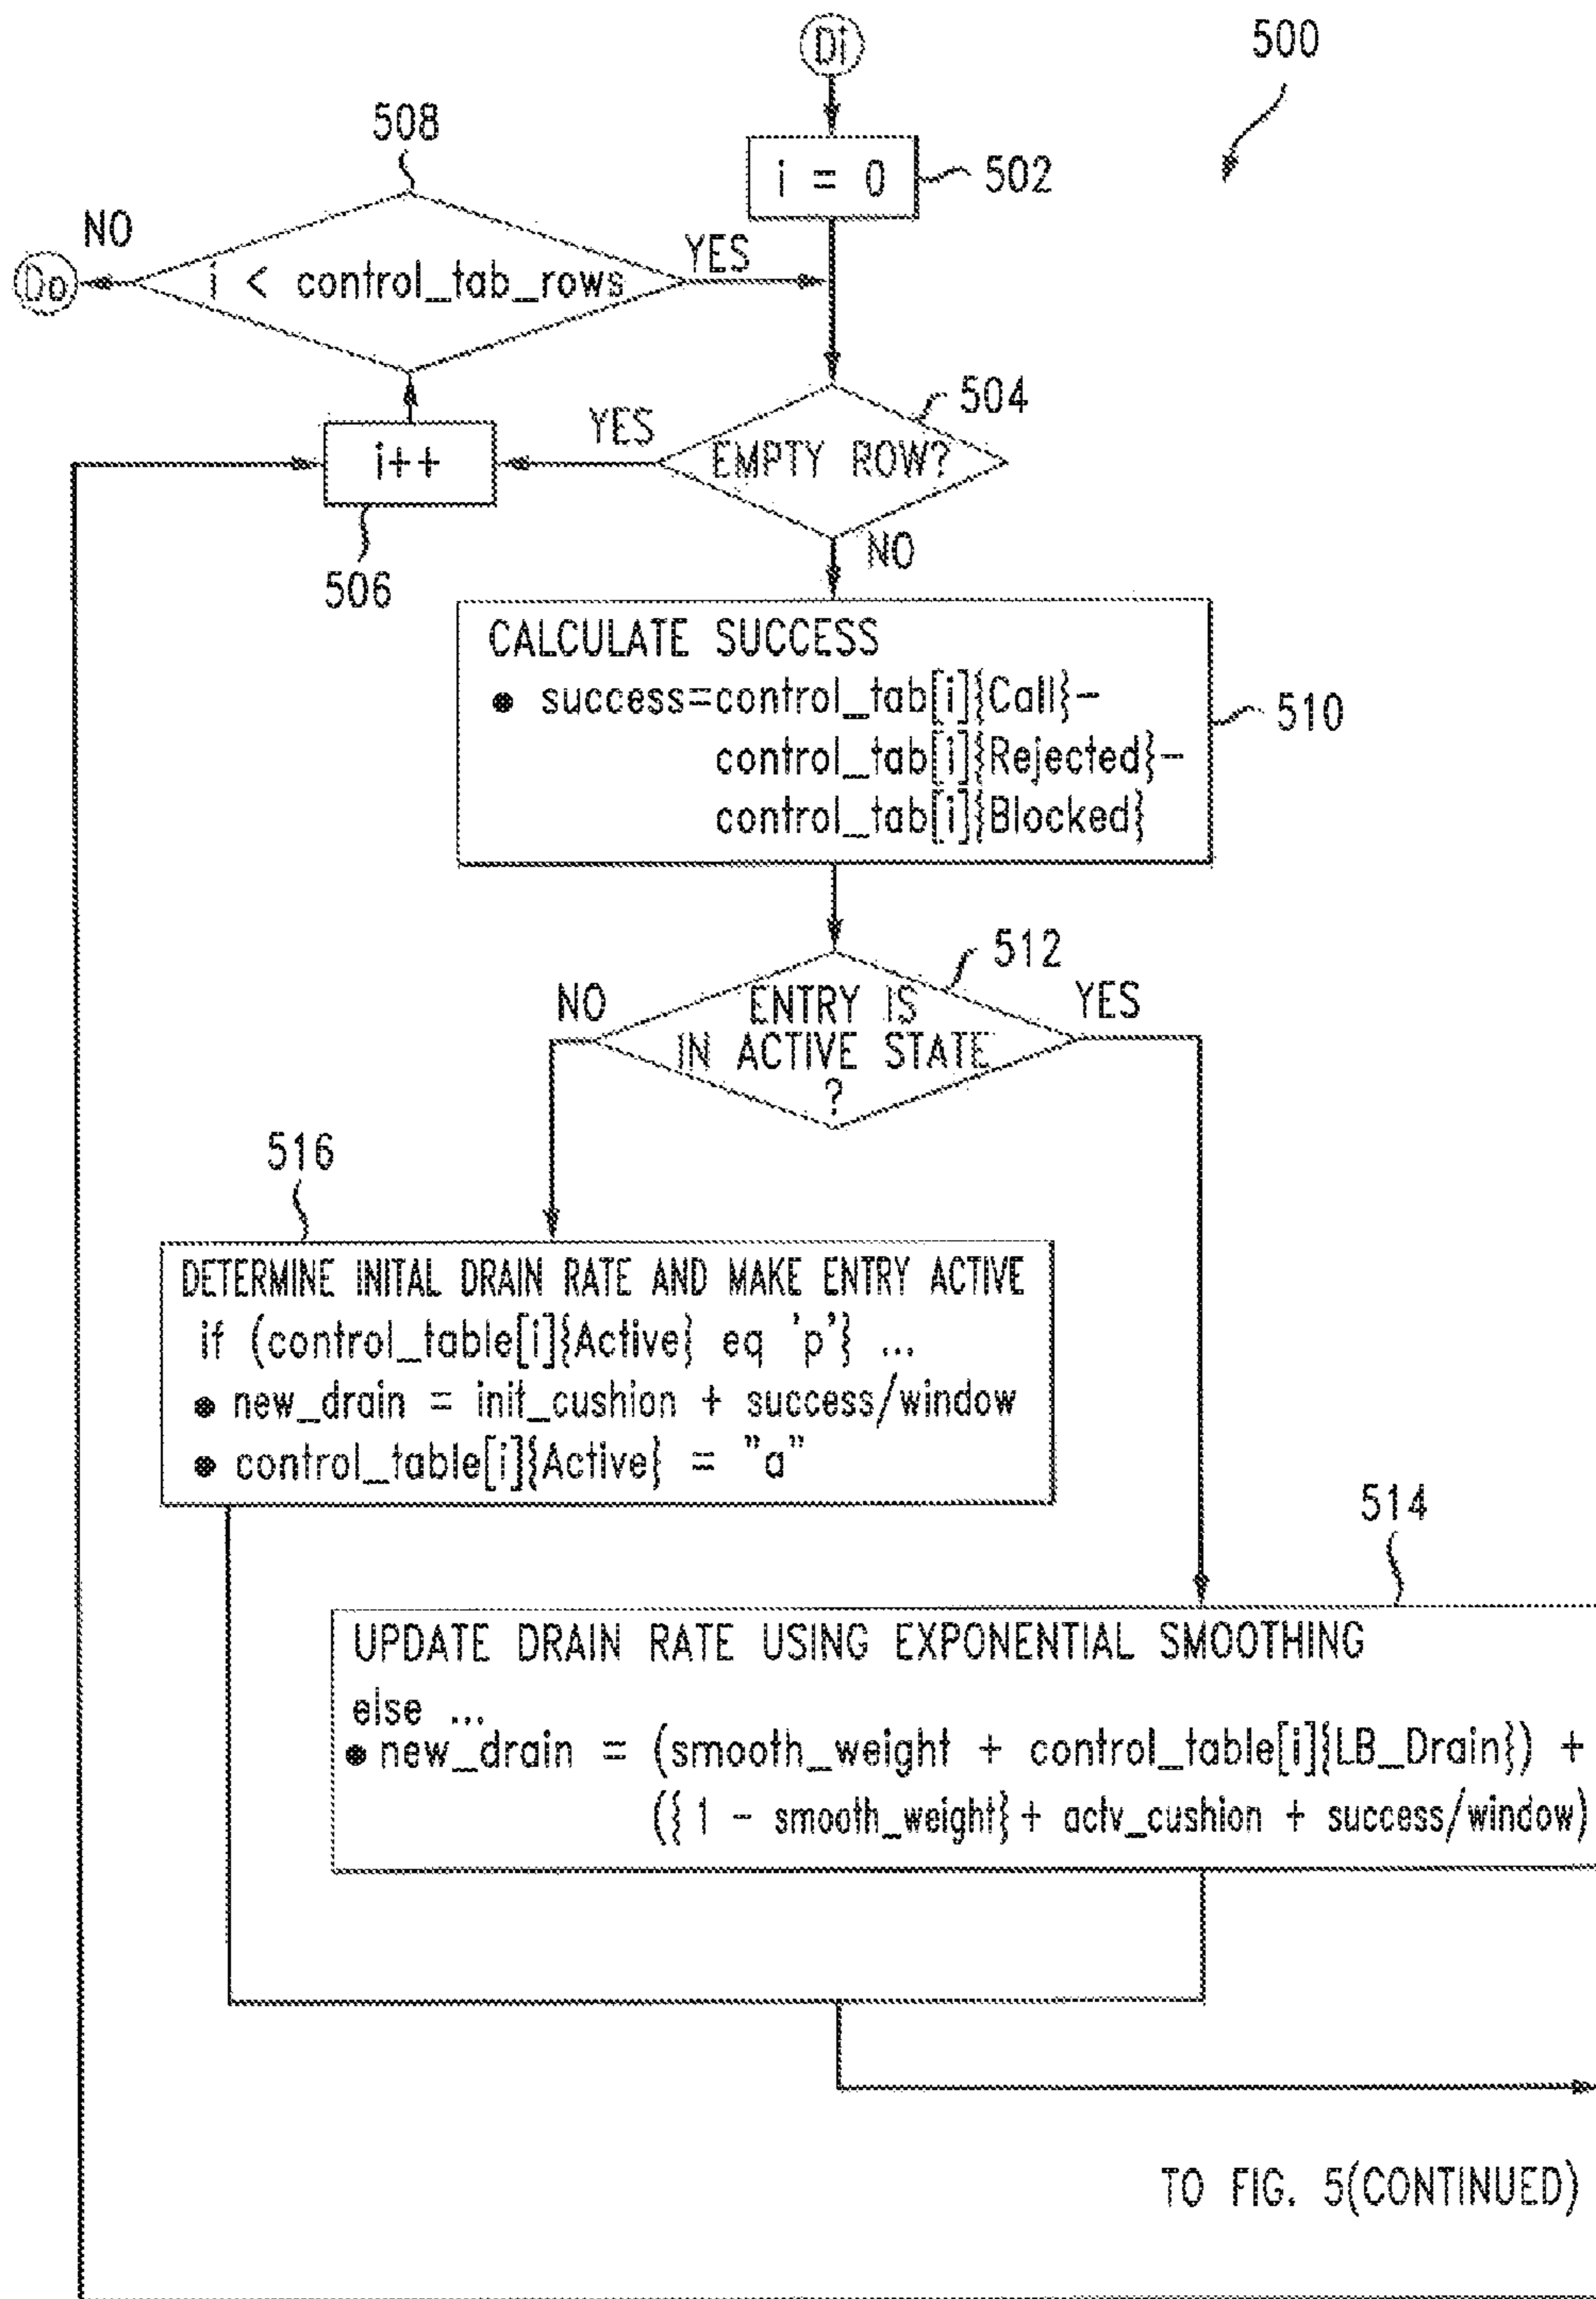 Di
500
508
i = 0
502
NO
YES
Do
i < control_tab_rows
504
YES
EMPTY ROW?
i++
NO
506
CALCULATE SUCCESS
• success=control_tab[i]{Call}-
control_tab[i]{Rejected}-
control_tab[i]{Blocked}
510
512
NO
ENTRY IS
YES
IN ACTIVE STATE
?
516
DETERMINE INITAL DRAIN RATE AND MAKE ENTRY ACTIVE
if (control_table[i]{Active} eq 'p'} ...
• new_drain = init_cushion + success/window
• control_table[i]{Active} = "a"
514
UPDATE DRAIN RATE USING EXPONENTIAL SMOOTHING
else ...
• new_drain = (smooth_weight + control_table[i]{LB_Drain}) +
({ 1 - smooth_weight} + actv_cushion + success/window)
TO FIG. 5(CONTINUED)